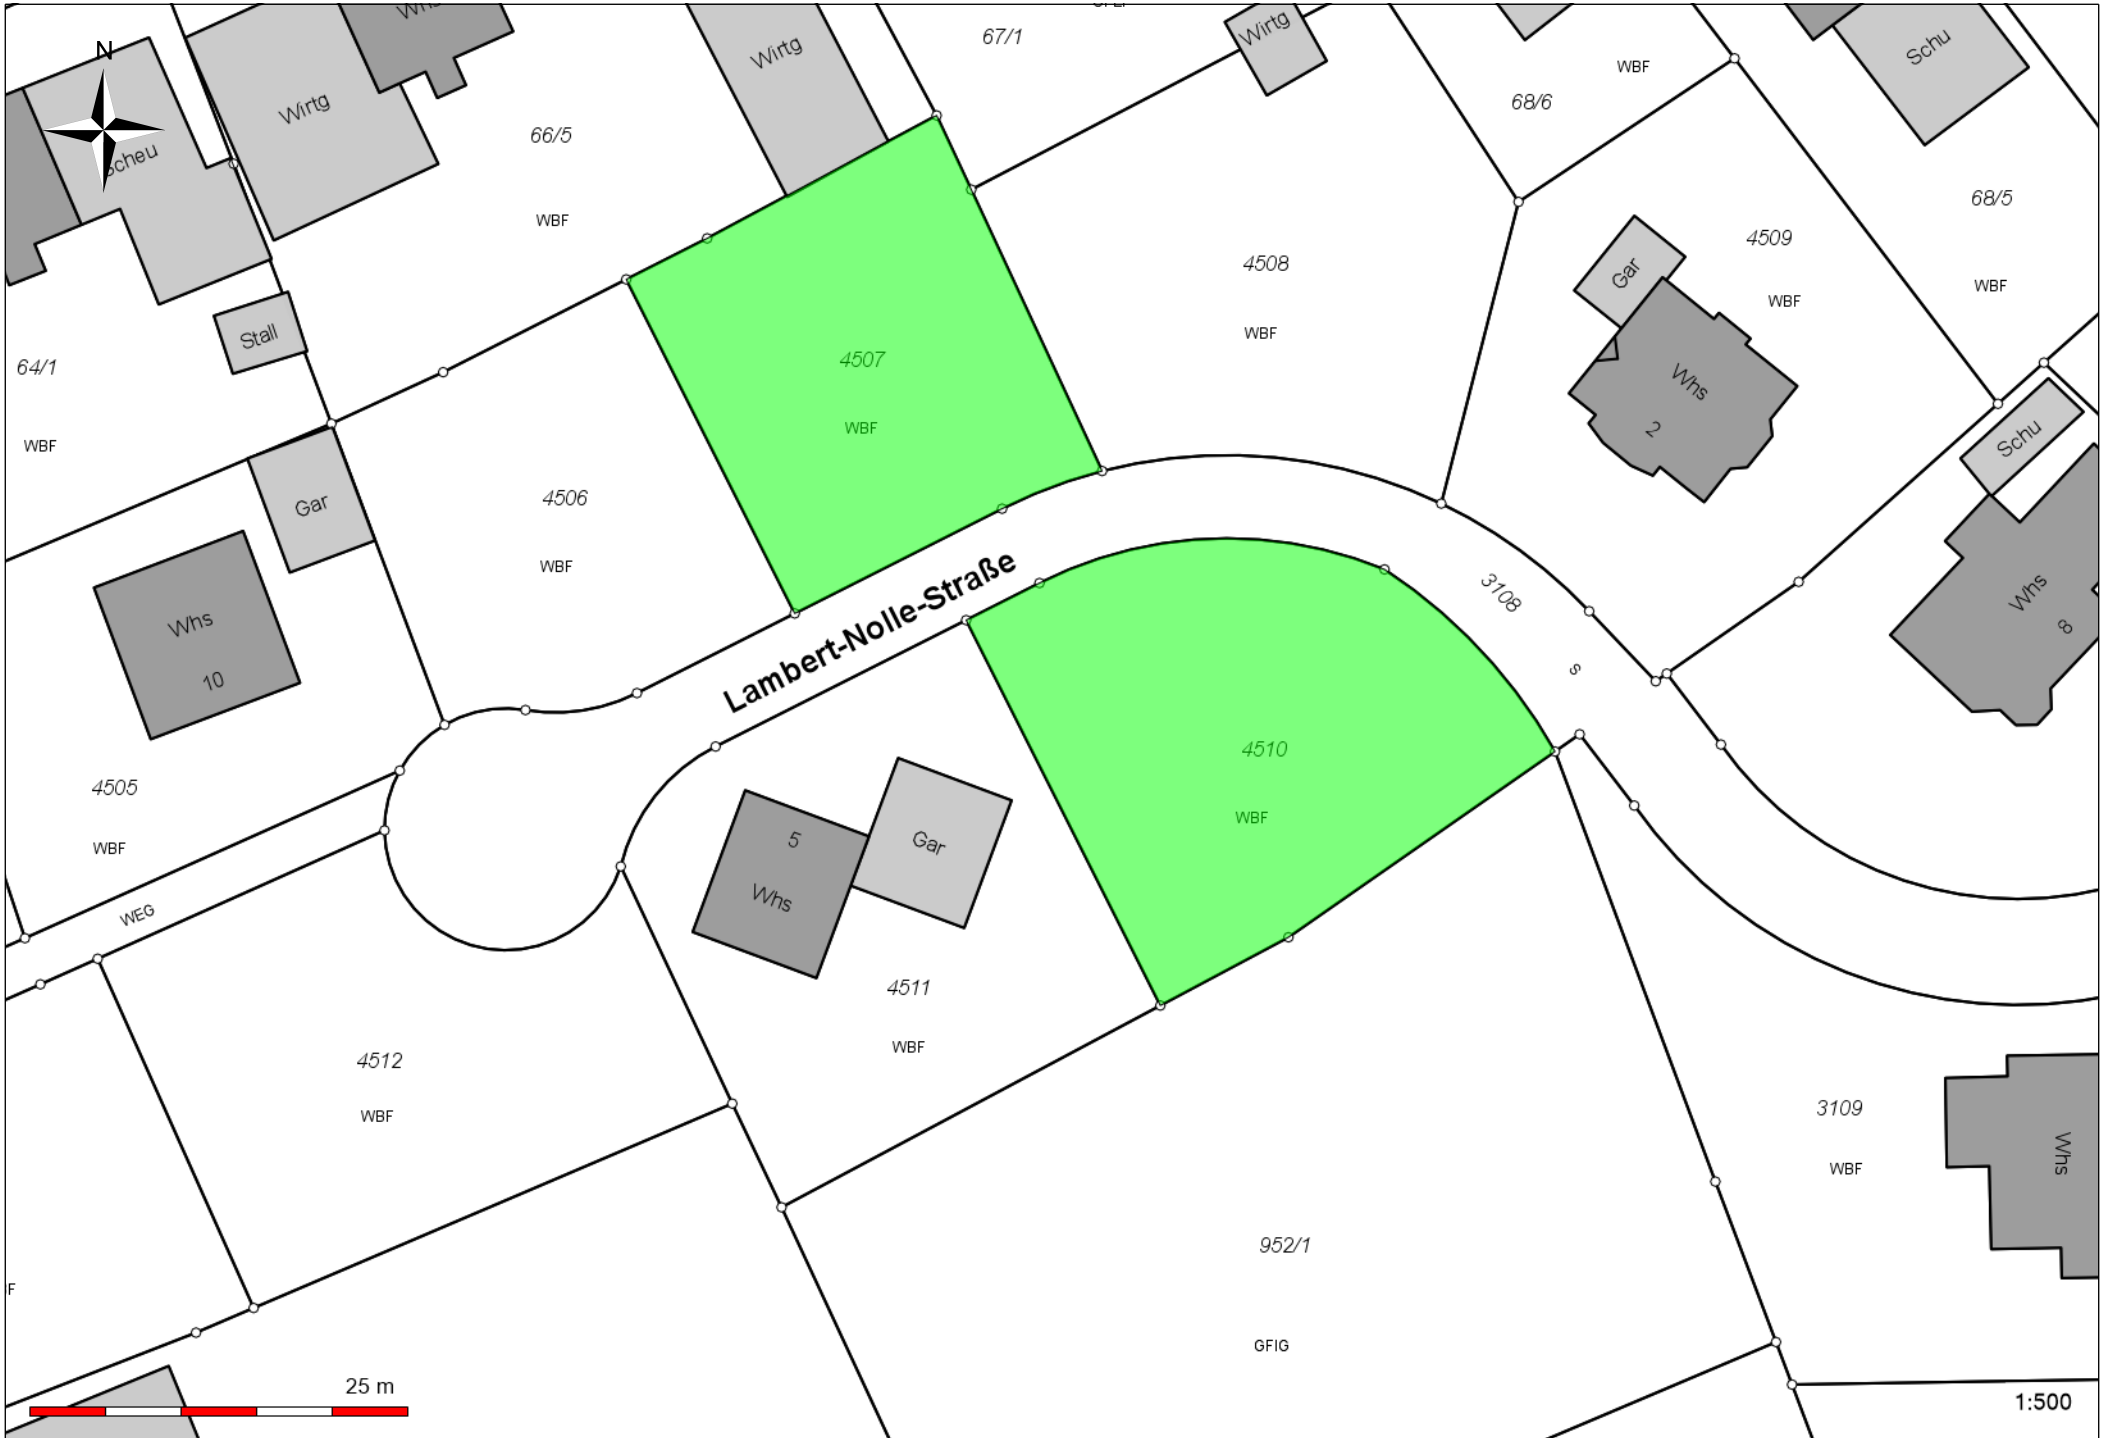 N
Wirtg
Wirtg
67/1
Wirtg
WBF
68/6
Schu
Scheu
66/5
WBF
68/5
WBF
4509
WBF
4508
WBF
Gar
Stall
64/1
WBF
4507
WBF
Whs
2
Schu
Gar
4506
WBF
Whs
10
Lambert-Nolle-Straße
3108
s
Whs
8
4505
WBF
4510
WBF
5
Whs
Gar
WEG
4511
WBF
4512
WBF
3109
WBF
Whs
952/1
GFIG
25 m
1:500